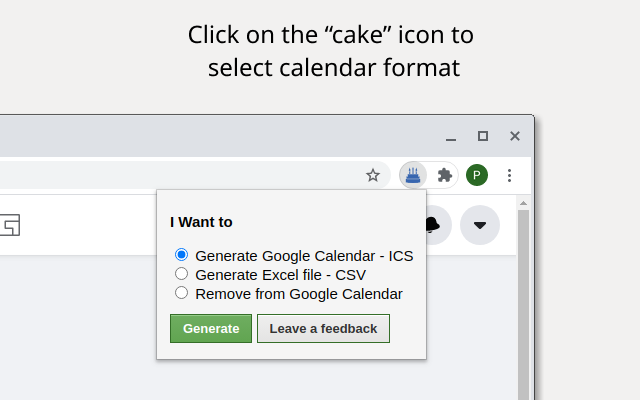 Click on the “cake” icon to
select calendar format
P
I Want to
Generate Google Calendar - ICS
Generate Excel file - CSV
Remove from Google Calendar
Generate Leave a feedback